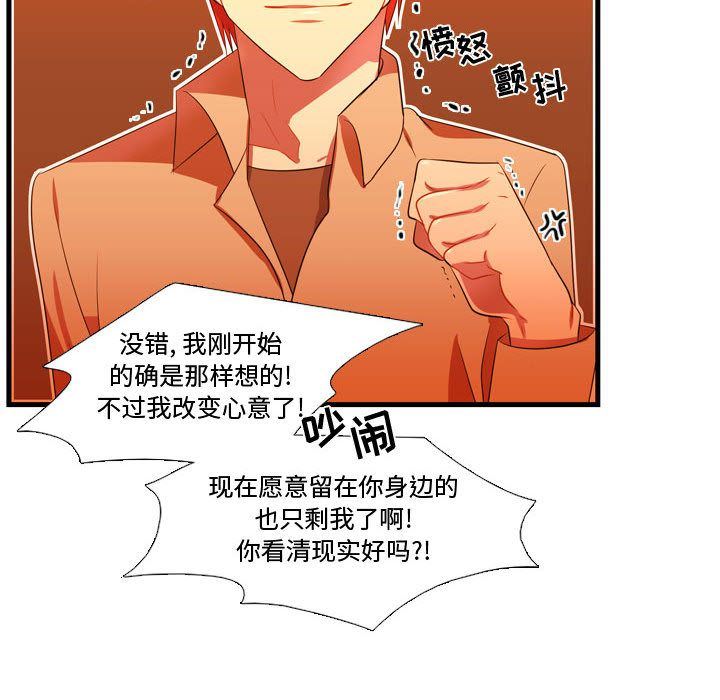 愤怒
颤抖
没错, 我刚开始
的确是那样想的!
不过我改变心意了!
吵闹
现在愿意留在你身边的
也只剩我了啊!
你看清现实好吗?!